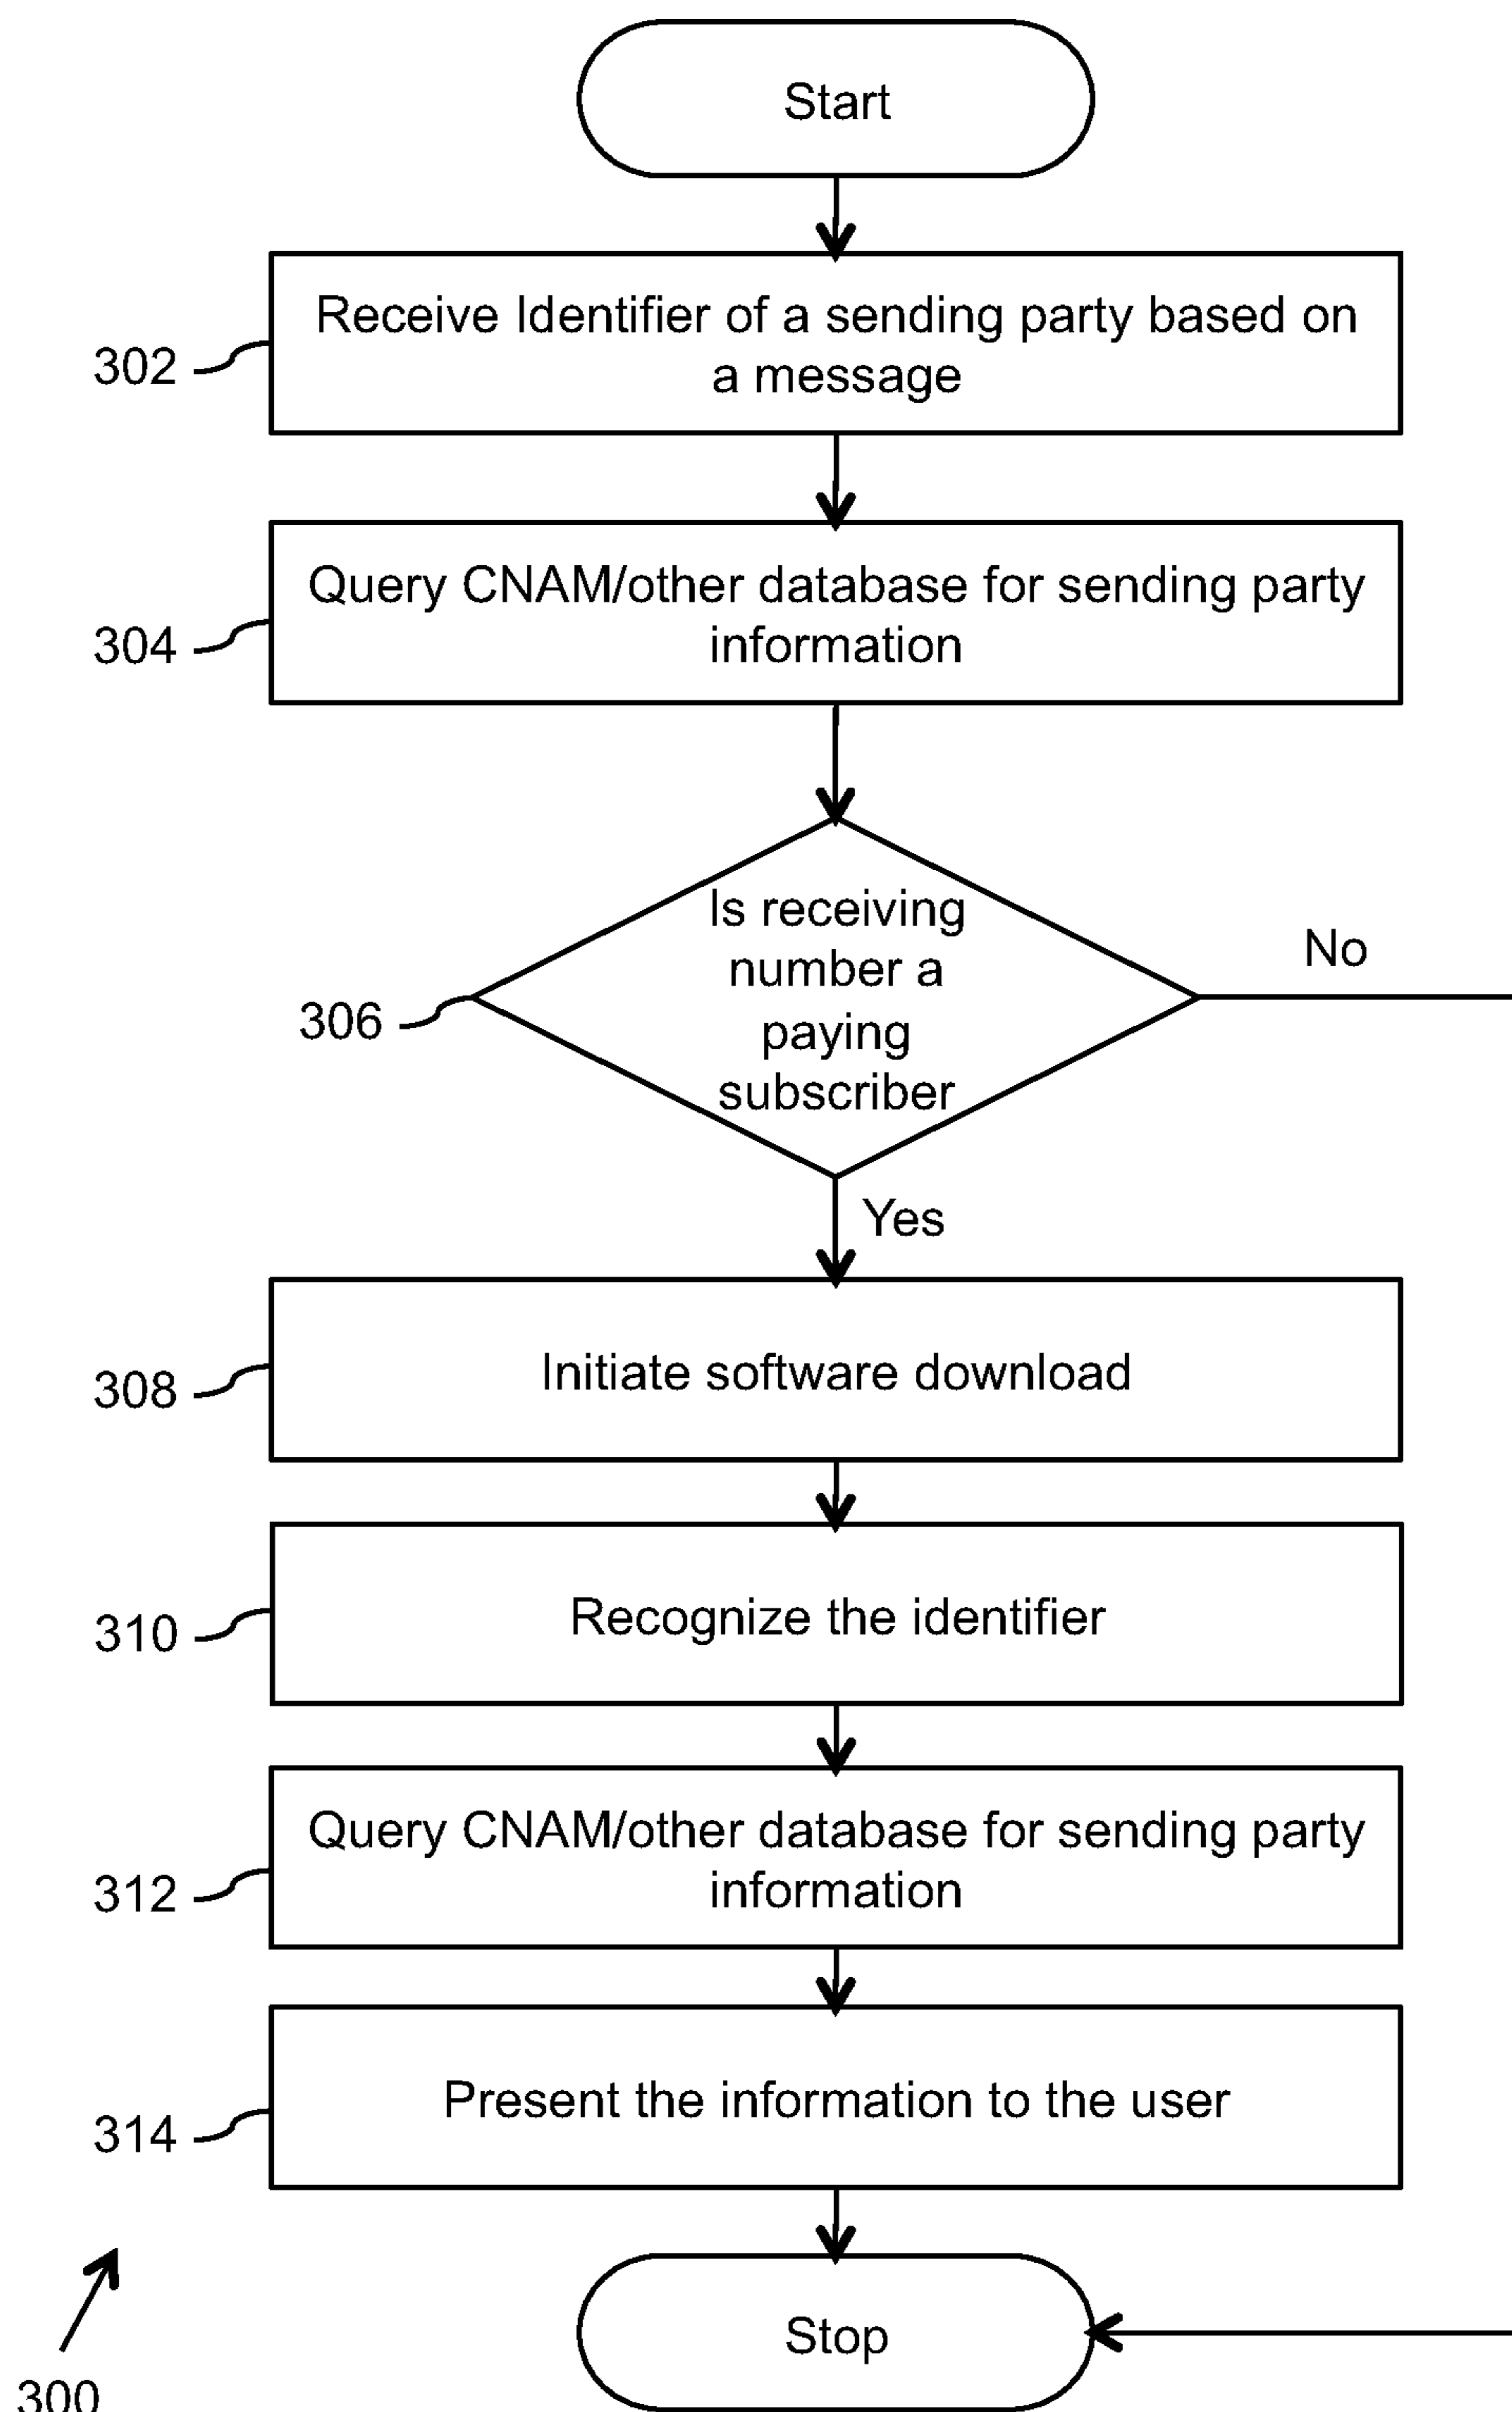 Start
Receive Identifier of a sending party based on
a message
302
Query CNAM/other database for sending party
information
304
Is receiving
number a
paying
subscriber
No
306
Yes
Initiate software download
308
Recognize the identifier
310
Query CNAM/other database for sending party
information
312
Present the information to the user
314
Stop
300